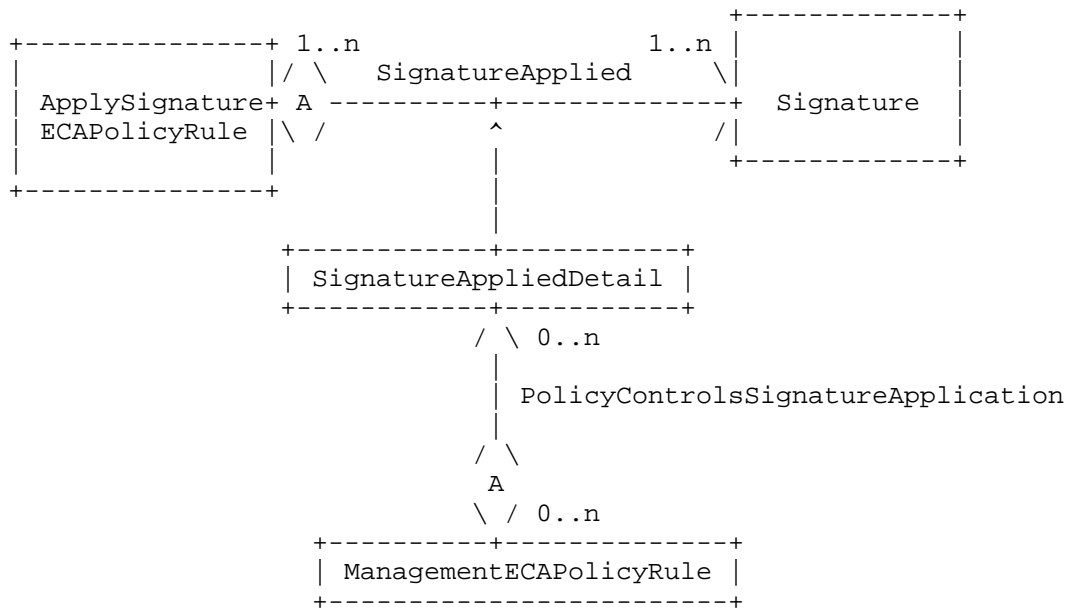 1..n 1..n
SignatureApplied
ApplySignature A Signature
ECAPolicyRule
SignatureAppliedDetail
0..n
PolicyControlsSignatureApplication
A
0..n
ManagementECAPolicyRule